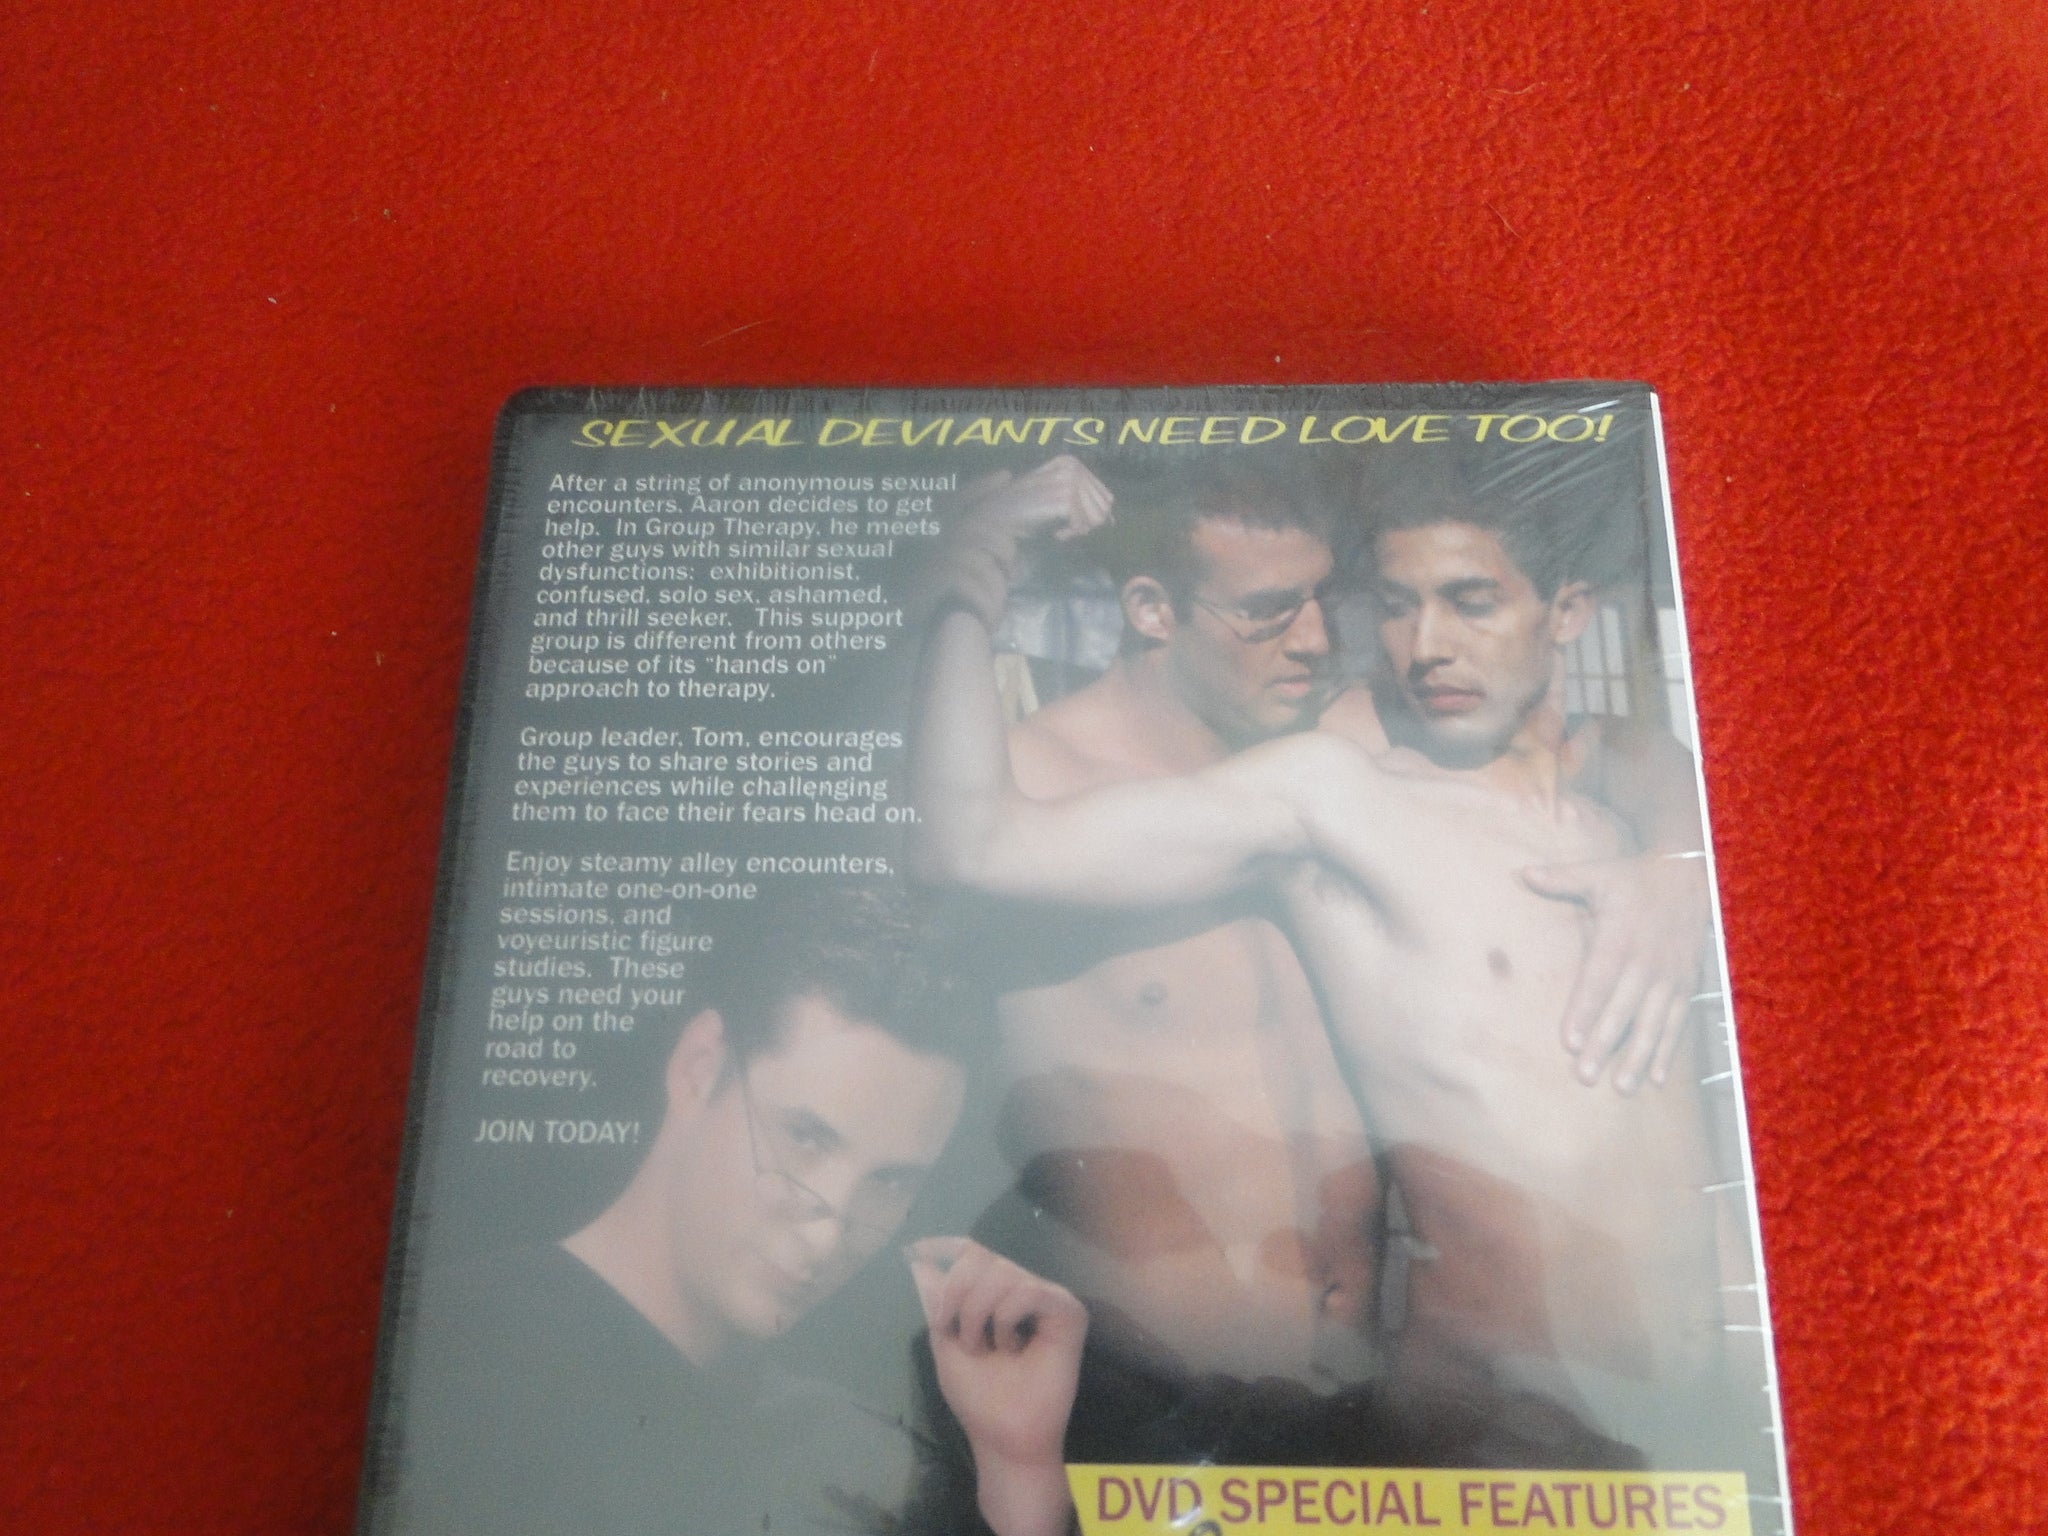 SEXUAL DEVIANTS NEED LOVE TOO!
After a string of anonymous sexual
encounters, Aaron decides to get
help. In Group Therapy, he meets
other guys with similar sexual
dysfunctions: exhibitionist,
confused, solo sex, ashamed,
and thrill seeker. This support
group is different from others
because of its "hands on"
approach to therapy.
Group leader, Tom, encourages
the guys to share stories and
experiences while challenging
them to face their fears head on.
Enjoy steamy alley encounters,
intimate one-on-one
sessions, and
voyeuristic figure
studies. These
guys need your
help on the
road to
recovery.
JOIN TODAY!
DVD SPECIAL FEATURES